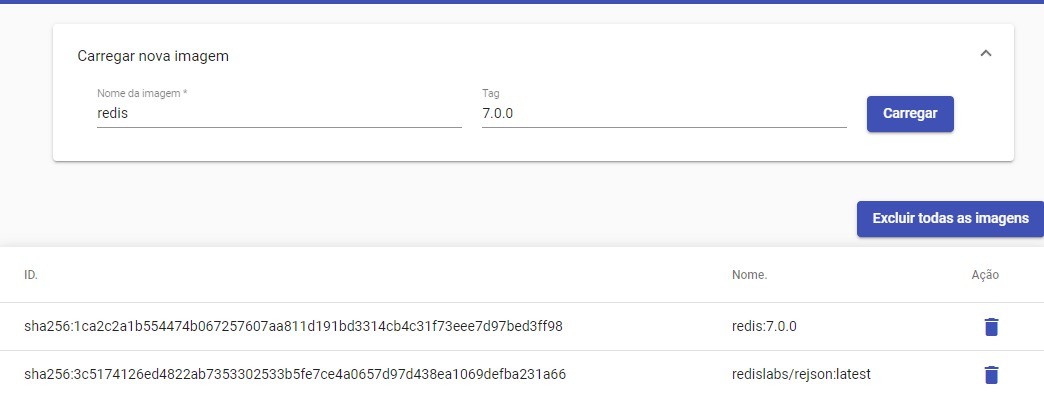 Carregar nova imagem
Nome da imagem * Tag
redis 7.0.0 Carregar
Excluir todas as imagens
ID. Nome. Ação
sha256:1ca2c2a1b554474b067257607aa811d191bd3314cb4c31f73eee7d97bed3ff98 redis:7.0.0
sha256:3c5174126ed4822ab7353302533b5fe7ce4a0657d97d438ea1069defba231a66 redislabs/rejson:latest